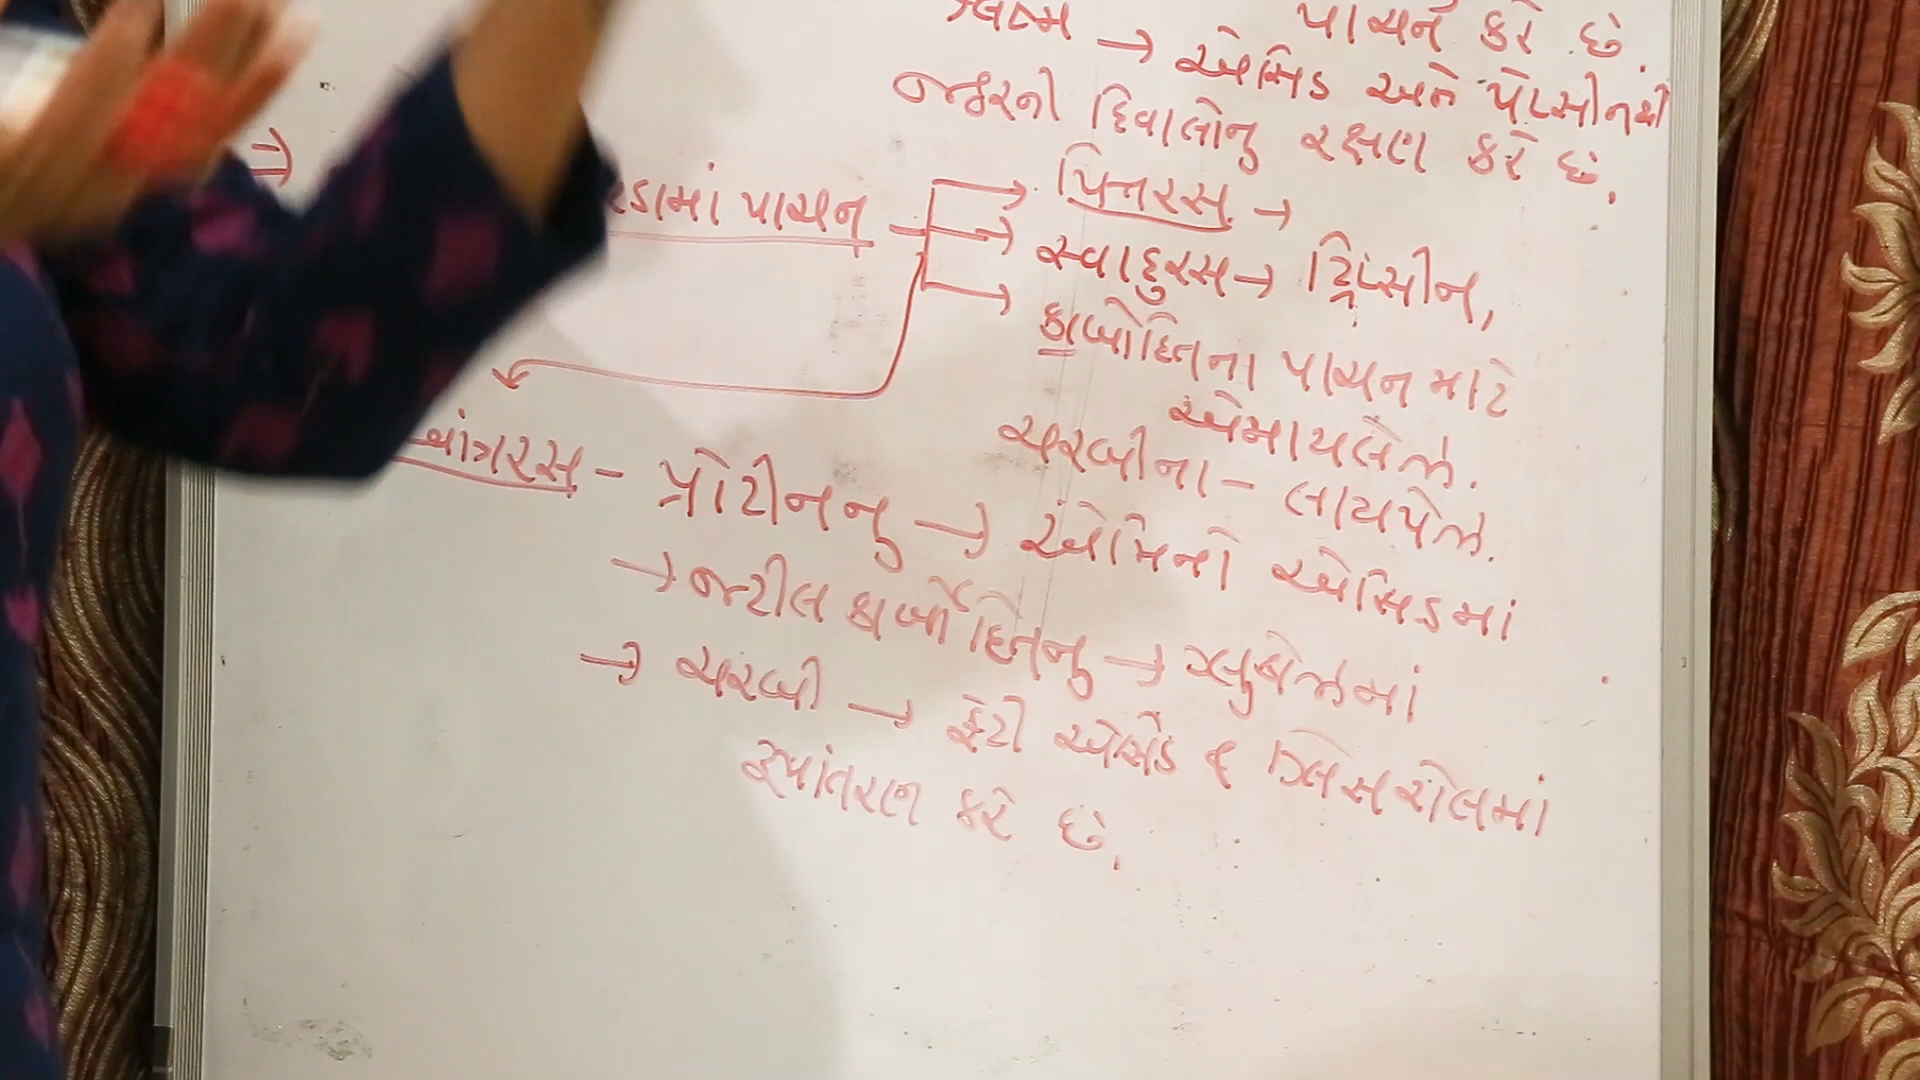 પાચન કરે છે.
શ્લેષ્મ → એસિડ અને પેપ્સીનથી
જઠરની દિવાલોનુ રક્ષણ કરે છે.
⇒ રડામાં પાચન → પિત્તરસ →
→ સ્વાદુરસ → ટ્રિપ્સીન,
→ કાર્બોદિતના પાચન માટે
એમાયલેઝ.
ચરબીના - લાયપેઝ.
આંત્રરસ - પ્રોટીનનુ → એમિનો એસિડમાં
→ જટીલ કાર્બોદિતનુ → ગ્લુકોઝમાં
→ ચરબી → ફેટી એસિડ & ગ્લિસરોલમાં
રૂપાંતરણ કરે છે.